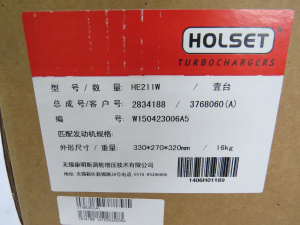 HOLSET
TURBOCHARGERS
型 号 / 数 量: HE211W / 壹台
总 成 号 / 客户号: 2834188 / 3768060(A)
编 号: W150423006A5
匹配发动机规格:
外形尺寸 / 重量: 330*270*320mm / 16kg
无锡康明斯涡轮增压技术有限公司
1406H01169